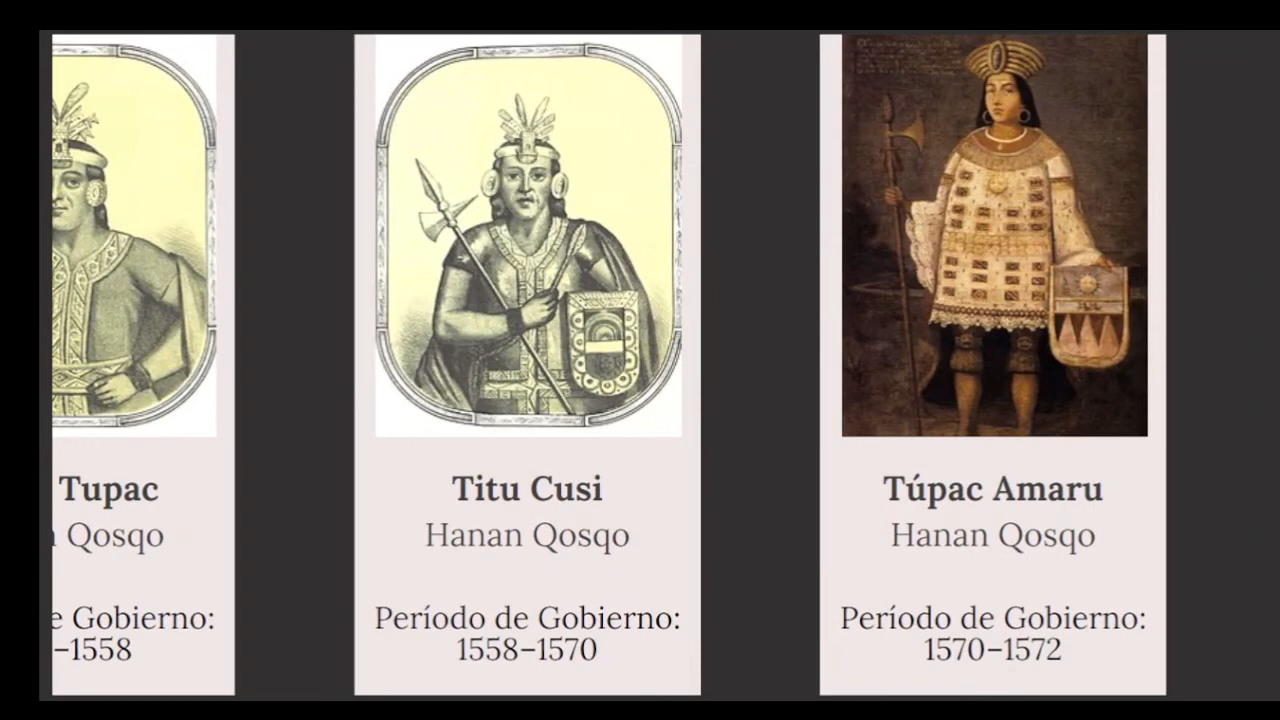 Tupac
Qosqo
e Gobierno:
–1558
Titu Cusi
Hanan Qosqo
Período de Gobierno:
1558–1570
Túpac Amaru
Hanan Qosqo
Período de Gobierno:
1570–1572